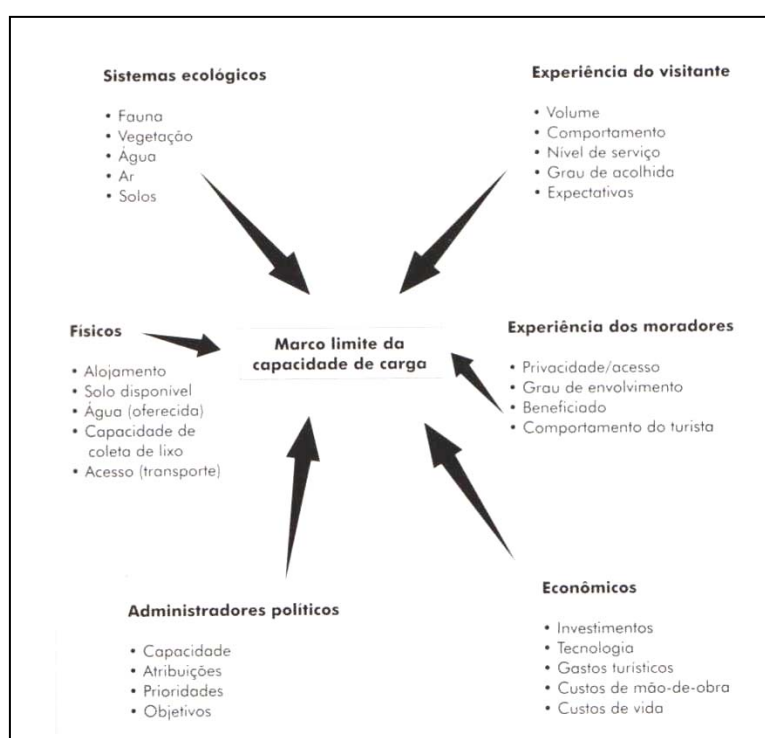 Sistemas ecológicos
• Fauna
• Vegetação
• Água
• Ar
• Solos
Experiência do visitante
• Volume
• Comportamento
• Nível de serviço
• Grau de acolhida
• Expectativas
Físicos
• Alojamento
• Solo disponível
• Água (oferecida)
• Capacidade de
coleta de lixo
• Acesso (transporte)
Marco limite da
capacidade de carga
Experiência dos moradores
• Privacidade/acesso
• Grau de envolvimento
• Beneficiado
• Comportamento do turista
Administradores políticos
• Capacidade
• Atribuições
• Prioridades
• Objetivos
Econômicos
• Investimentos
• Tecnologia
• Gastos turísticos
• Custos de mão-de-obra
• Custos de vida